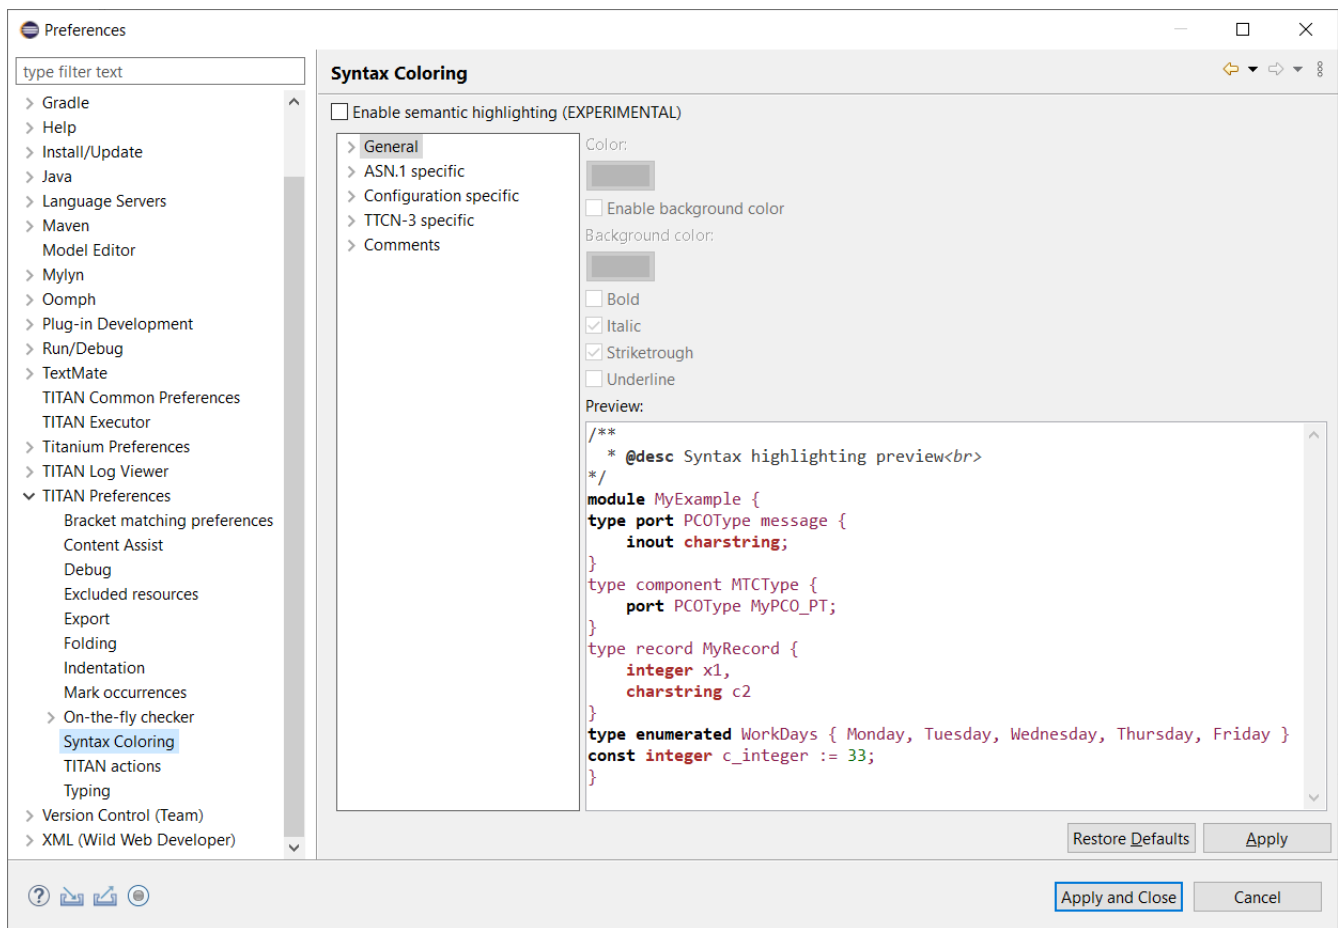 Preferences
type filter text
Gradle
Help
Install/Update
Java
Language Servers
Maven
Model Editor
Mylyn
Oomph
Plug-in Development
Run/Debug
TextMate
TITAN Common Preferences
TITAN Executor
Titanium Preferences
TITAN Log Viewer
TITAN Preferences
Bracket matching preferences
Content Assist
Debug
Excluded resources
Export
Folding
Indentation
Mark occurrences
On-the-fly checker
Syntax Coloring
TITAN actions
Typing
Version Control (Team)
XML (Wild Web Developer)
Syntax Coloring
Enable semantic highlighting (EXPERIMENTAL)
General
ASN.1 specific
Configuration specific
TTCN-3 specific
Comments
Color:
Enable background color
Background color:
Bold
Italic
Striketrough
Underline
Preview:
/**
  * @desc Syntax highlighting preview<br>
*/
module MyExample {
type port PCOType message {
    inout charstring;
}
type component MTCType {
    port PCOType MyPCO_PT;
}
type record MyRecord {
    integer x1,
    charstring c2
}
type enumerated WorkDays { Monday, Tuesday, Wednesday, Thursday, Friday }
const integer c_integer := 33;
}
Restore Defaults
Apply
Apply and Close
Cancel